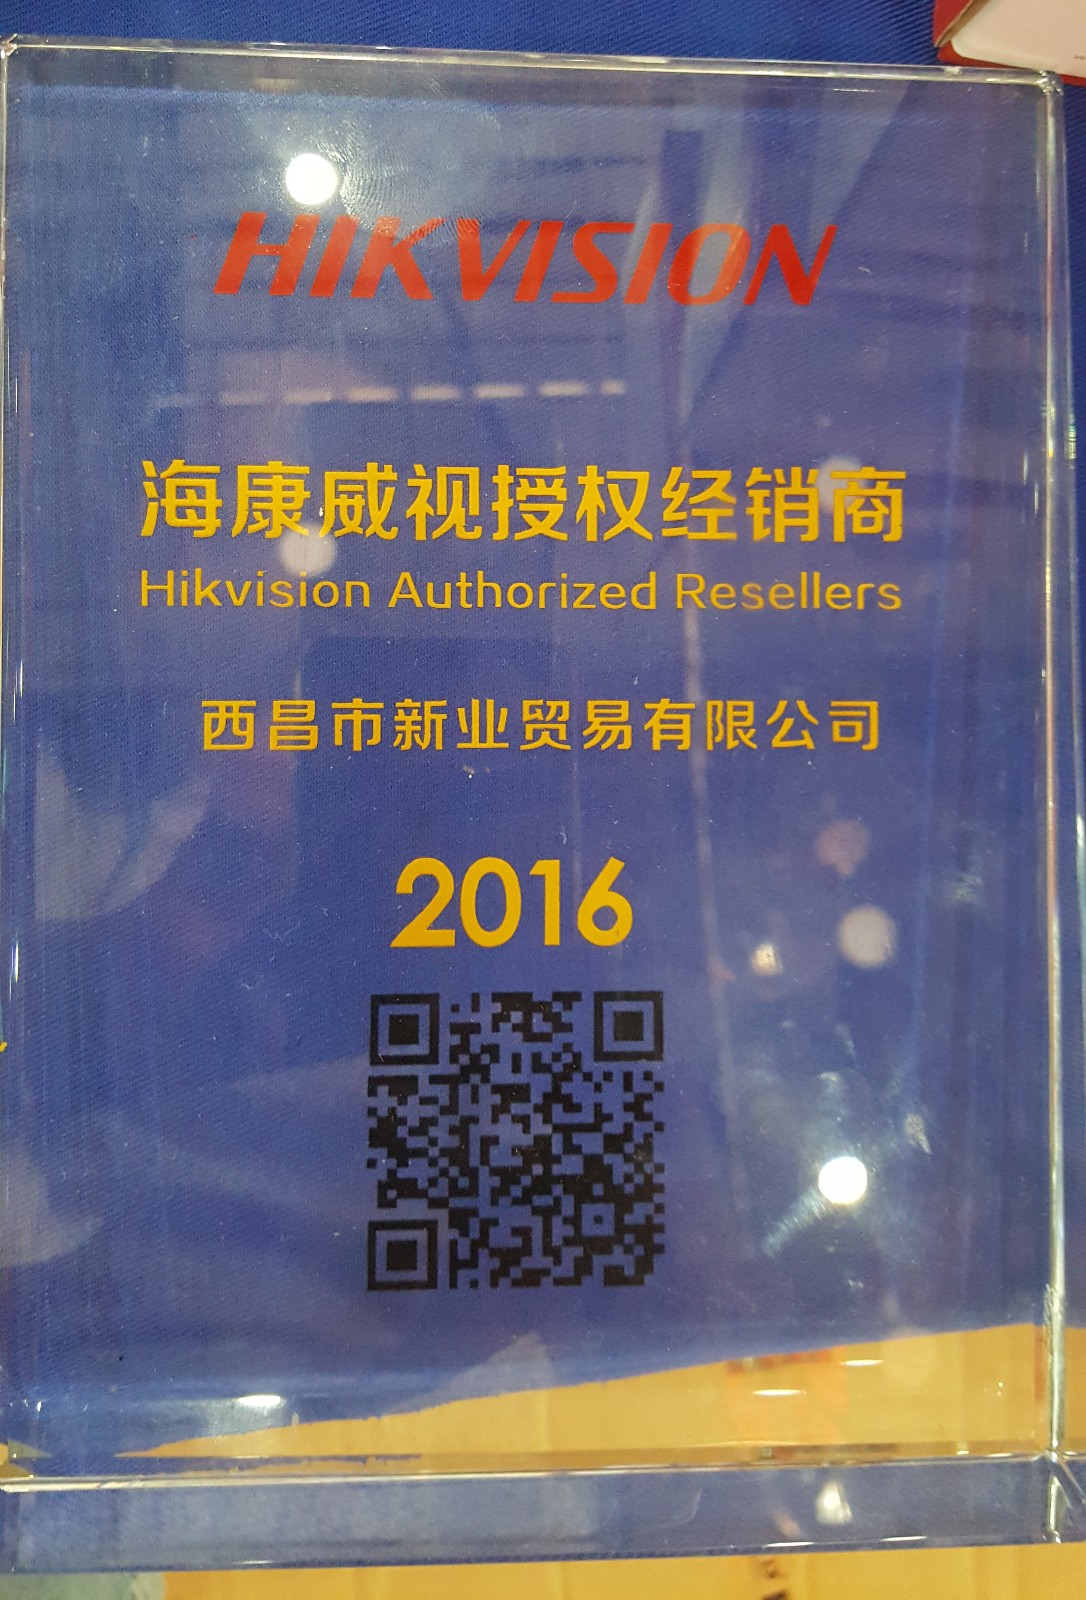 HIKVISION
海康威视授权经销商
Hikvision Authorized Resellers
西昌市新业贸易有限公司
2016